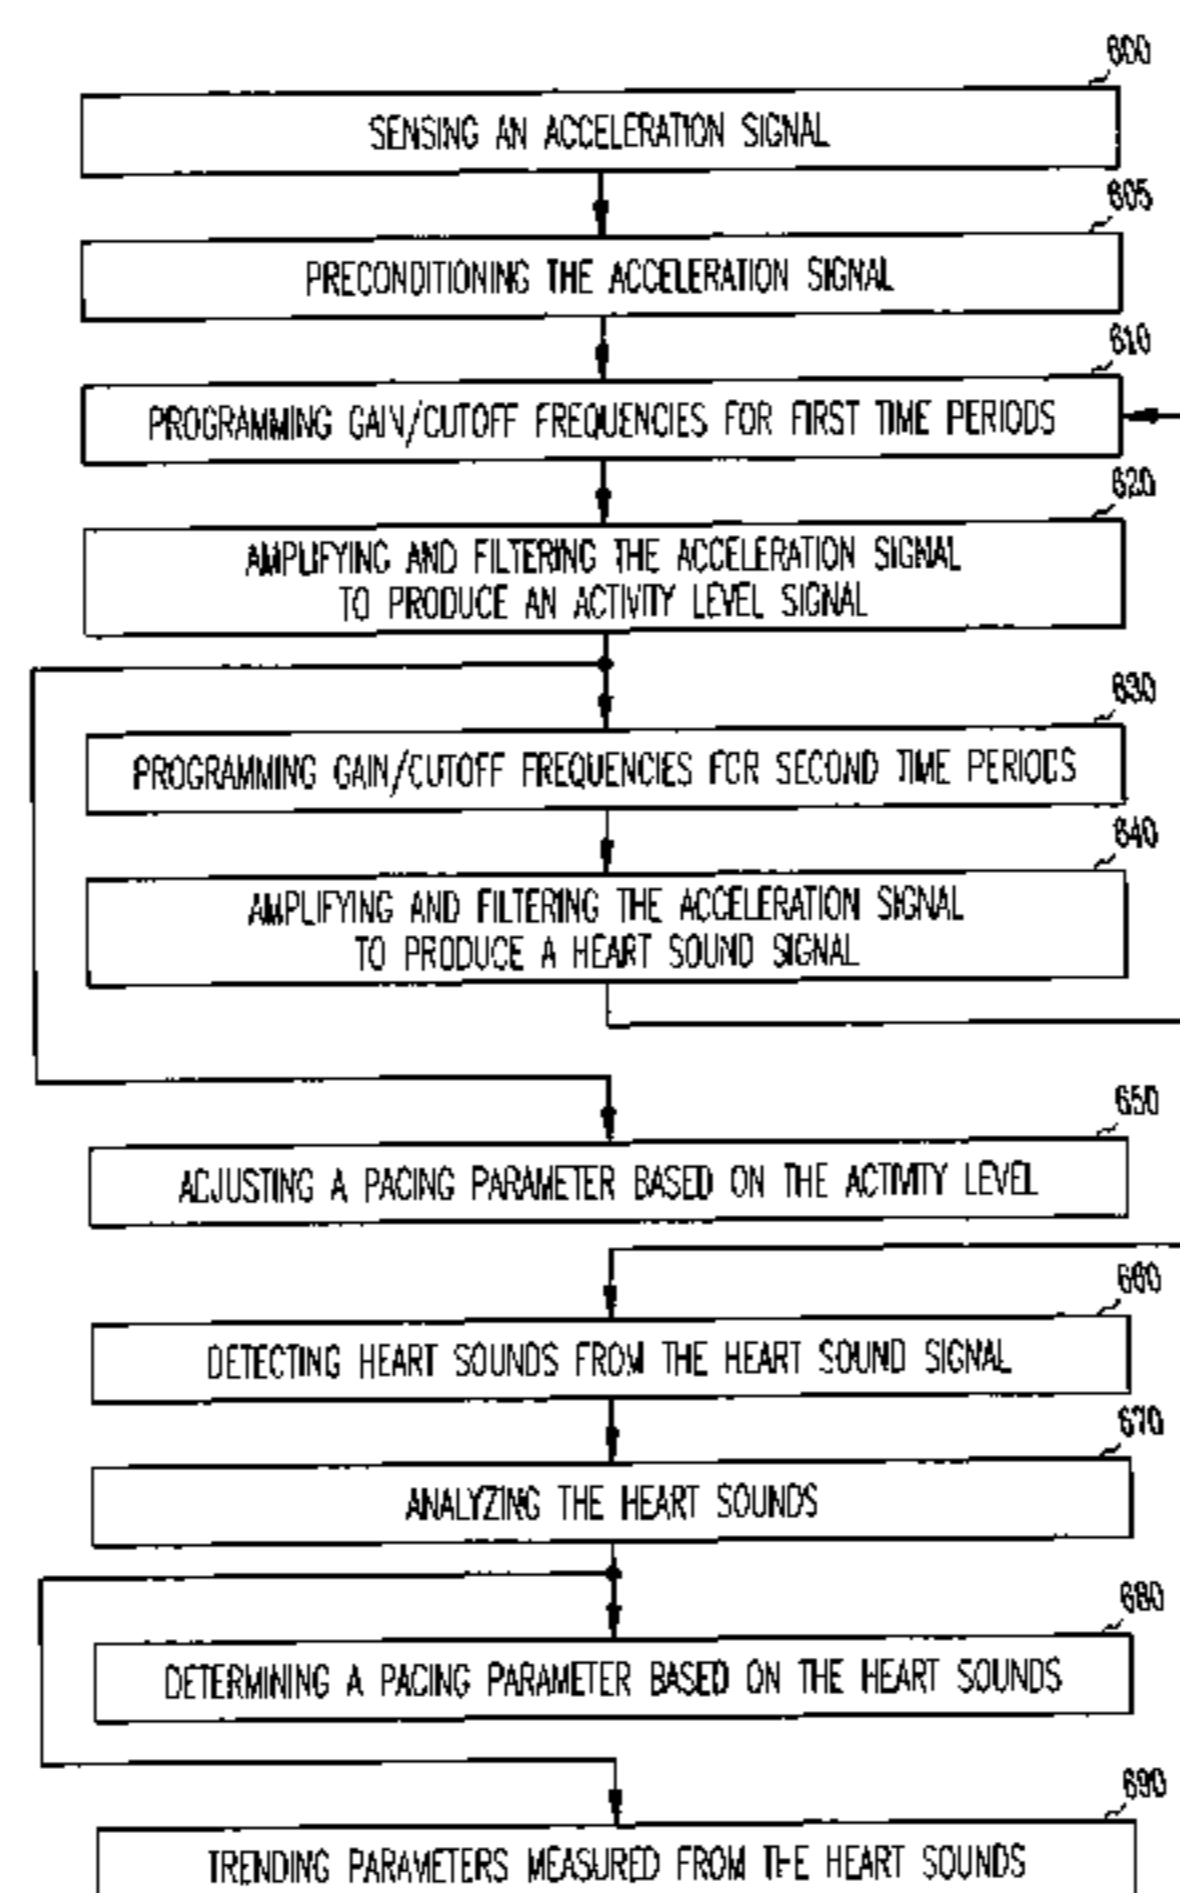 600
SENSING AN ACCELERATION SIGNAL
605
PRECONDITIONING THE ACCELERATION SIGNAL
610
PROGRAMMING GAIN/CUTOFF FREQUENCIES FOR FIRST TIME PERIODS
620
AMPLIFYING AND FILTERING THE ACCELERATION SIGNAL
TO PRODUCE AN ACTIVITY LEVEL SIGNAL
630
PROGRAMMING GAIN/CUTOFF FREQUENCIES FOR SECOND TIME PERIODS
640
AMPLIFYING AND FILTERING THE ACCELERATION SIGNAL
TO PRODUCE A HEART SOUND SIGNAL
650
ADJUSTING A PACING PARAMETER BASED ON THE ACTIVITY LEVEL
660
DETECTING HEART SOUNDS FROM THE HEART SOUND SIGNAL
670
ANALYZING THE HEART SOUNDS
680
DETERMINING A PACING PARAMETER BASED ON THE HEART SOUNDS
690
TRENDING PARAMETERS MEASURED FROM THE HEART SOUNDS